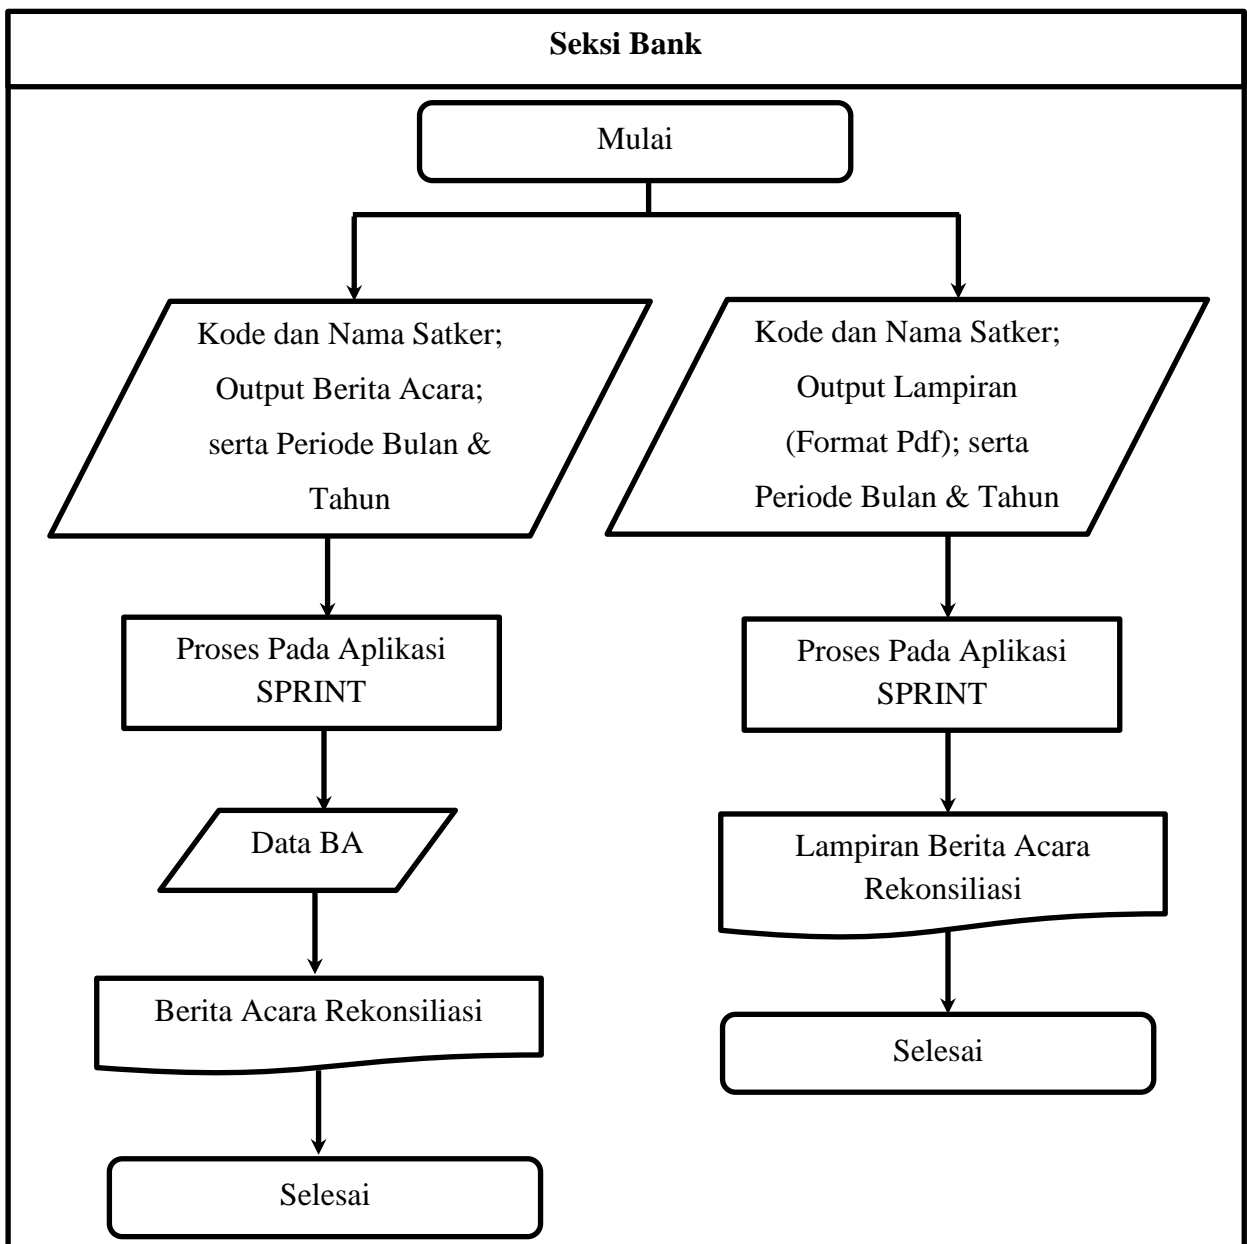 Seksi Bank
Mulai
Kode dan Nama Satker;
Output Berita Acara;
serta Periode Bulan &
Tahun
Kode dan Nama Satker;
Output Lampiran
(Format Pdf); serta
Periode Bulan & Tahun
Proses Pada Aplikasi
SPRINT
Proses Pada Aplikasi
SPRINT
Data BA
Lampiran Berita Acara
Rekonsiliasi
Berita Acara Rekonsiliasi
Selesai
Selesai